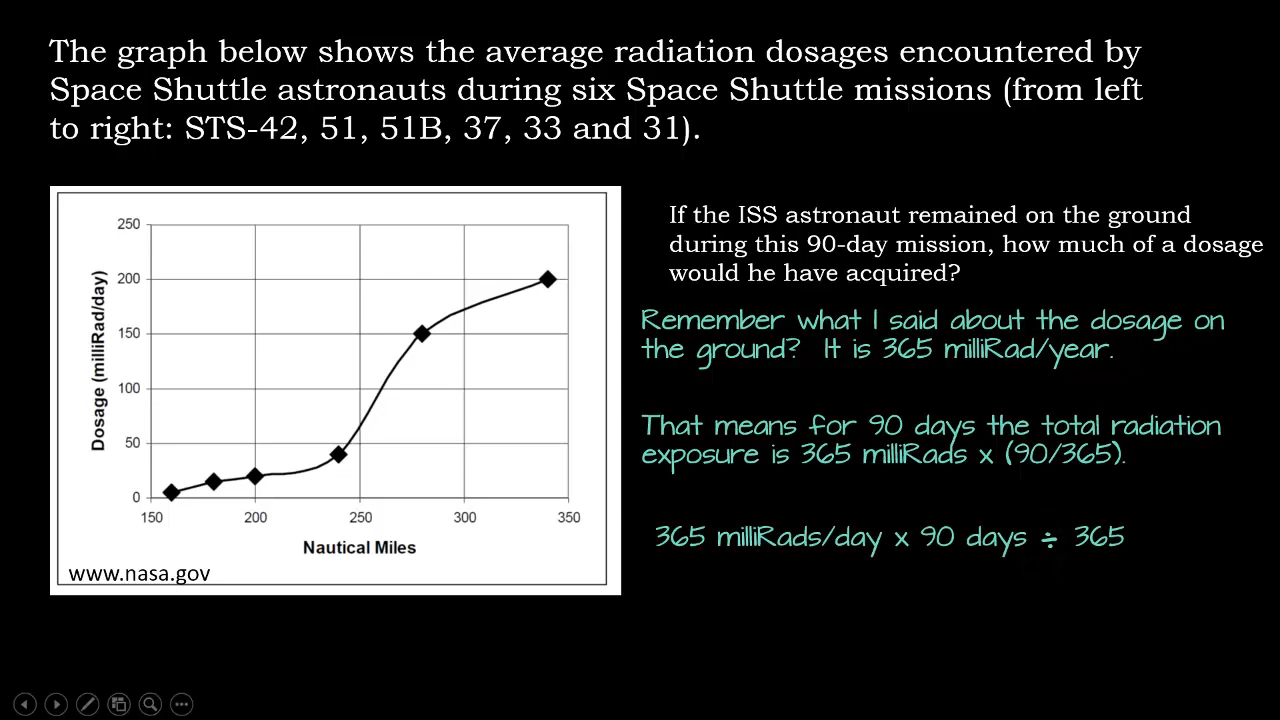 The graph below shows the average radiation dosages encountered by
Space Shuttle astronauts during six Space Shuttle missions (from left
to right: STS-42, 51, 51B, 37, 33 and 31).
250
200
150
100
50
0
Dosage (milliRad/day)
150 200 250 300 350
Nautical Miles
www.nasa.gov
If the ISS astronaut remained on the ground
during this 90-day mission, how much of a dosage
would he have acquired?
Remember what I said about the dosage on
the ground? It is 365 milliRad/year.
That means for 90 days the total radiation
exposure is 365 milliRads x (90/365).
365 milliRads/day x 90 days ÷ 365